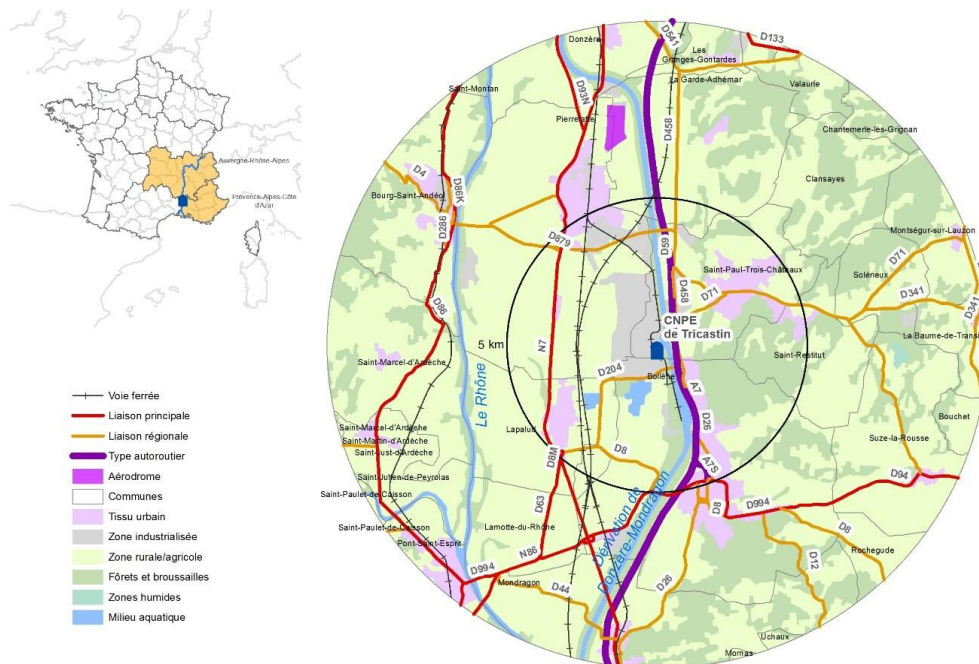 Auvergne-Rhône-Alpes
Provence-Alpes-Côte
d'Azur
Voie ferrée
Liaison principale
Liaison régionale
Type autoroutier
Aérodrome
Communes
Tissu urbain
Zone industrialisée
Zone rurale/agricole
Fôrets et broussailles
Zones humides
Milieu aquatique
Donzère
D541
D133
Les
Granges-Gontardes
La Garde-Adhémar
Valaurie
Saint-Montan
D93N
Pierrelatte
D458
Chantemerle-lès-Grignan
Clansayes
D4
D86K
Bourg-Saint-Andéol
D286
D879
D59
Montségur-sur-Lauzon
Saint-Paul-Trois-Châteaux
D71
Solérieux
D458
D71
D341
D341
D86
CNPE
de Tricastin
5 km
N7
La Baume-de-Transi
Saint-Restitut
Saint-Marcel-d'Ardèche
D204
Bollène
A7
Le Rhône
D26
Bouchet
Lapalud
Saint-Marcel-d'Ardèche
Saint-Martin-d'Ardèche
Saint-Just-d'Ardèche
D8M
D8
Suze-la-Rousse
A7S
D94
Saint-Julien-de-Peyrolas
Saint-Paulet-de-Caisson
D63
D8
D994
Saint-Paulet-de-Caisson
Lamotte-du-Rhône
Dérivation de
Donzère-Mondragon
D8
Pont-Saint-Esprit
N86
Rochegude
D994
Mondragon
D44
D26
D12
Uchaux
Mornas